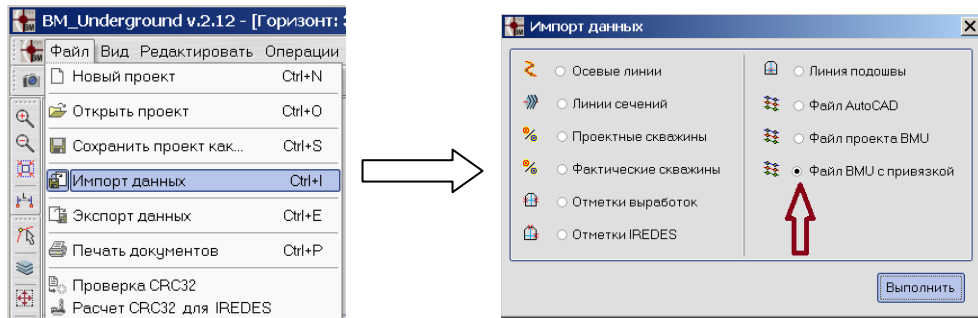 BM_Underground v.2.12 - [Горизонт:
Файл Вид Редактировать Операции
Новый проект Ctrl+N
Открыть проект Ctrl+O
Сохранить проект как... Ctrl+S
Импорт данных Ctrl+I
Экспорт данных Ctrl+E
Печать документов Ctrl+P
Проверка CRC32
Расчет CRC32 для IREDES
Импорт данных
Осевые линии
Линии сечений
Проектные скважины
Фактические скважины
Отметки выработок
Отметки IREDES
Линия подошвы
Файл AutoCAD
Файл проекта BMU
Файл BMU с привязкой
Выполнить